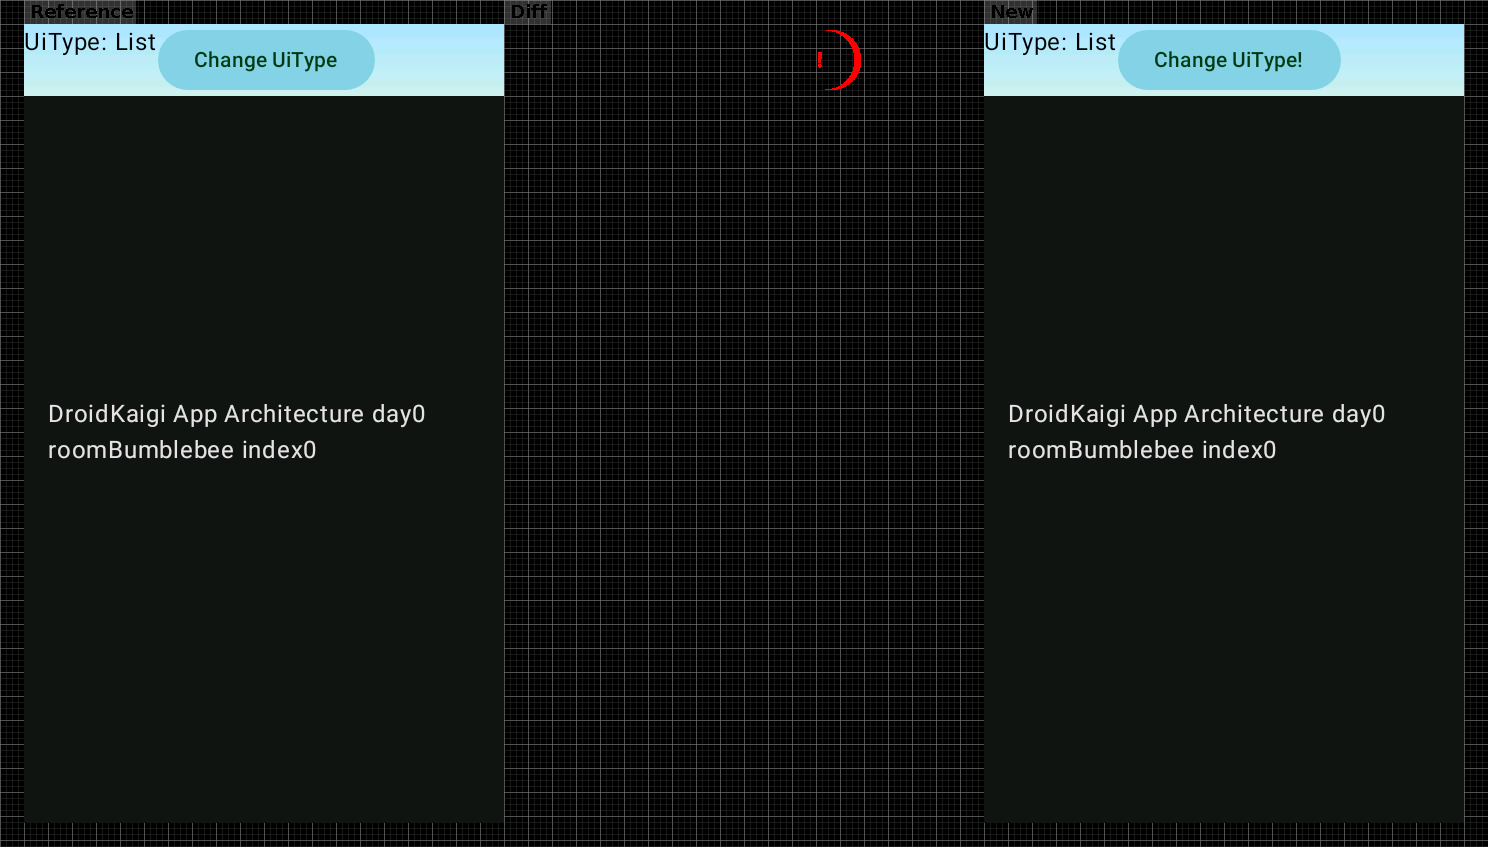 Reference
Diff
New
UiType: List
Change UiType
UiType: List
Change UiType!
DroidKaigi App Architecture day0
roomBumblebee index0
DroidKaigi App Architecture day0
roomBumblebee index0